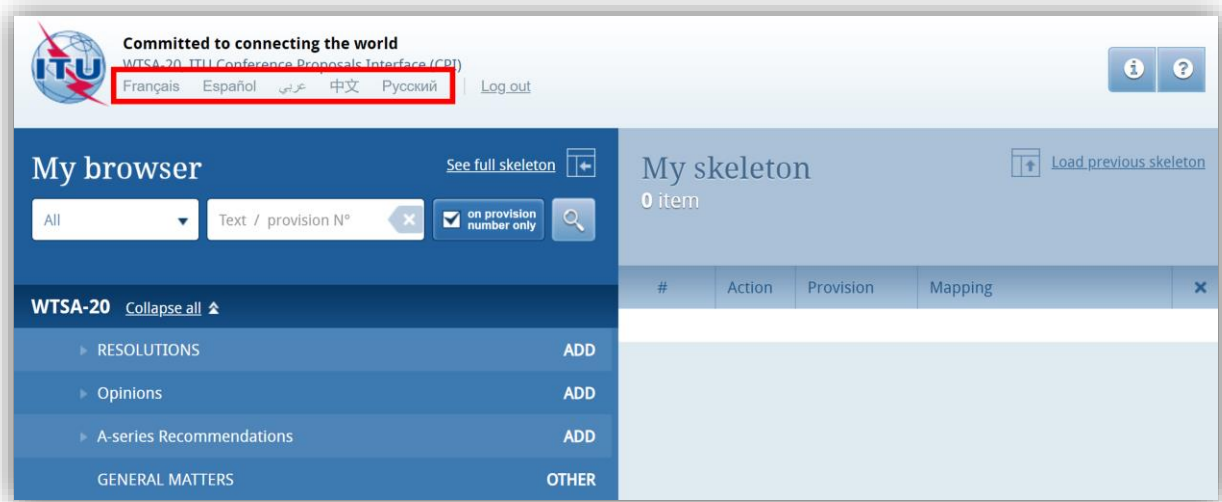 ITU
Committed to connecting the world
WTSA-20, ITU Conference Proposals Interface (CPI)
Français Español عربي 中文 Русский Log out
My browser
See full skeleton
All
Text / provision N°
on provision number only
WTSA-20 Collapse all
RESOLUTIONS ADD
Opinions ADD
A-series Recommendations ADD
GENERAL MATTERS OTHER
My skeleton
Load previous skeleton
0 item
# Action Provision Mapping